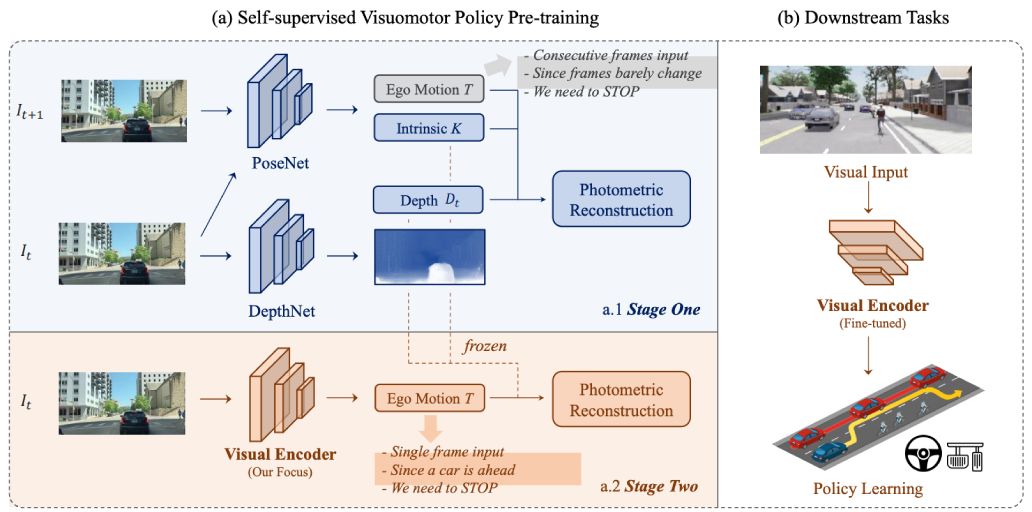 (a) Self-supervised Visuomotor Policy Pre-training
I_{t+1}
PoseNet
Ego Motion T
- Consecutive frames input
- Since frames barely change
- We need to STOP
Intrinsic K
Depth D_t
Photometric
Reconstruction
I_t
DepthNet
a.1 Stage One
frozen
I_t
Visual Encoder
(Our Focus)
Ego Motion T
Photometric
Reconstruction
- Single frame input
- Since a car is ahead
- We need to STOP
a.2 Stage Two
(b) Downstream Tasks
Visual Input
Visual Encoder
(Fine-tuned)
Policy Learning